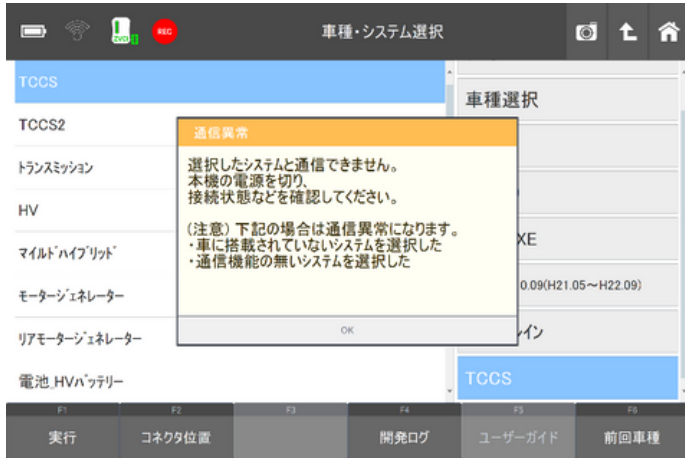 ZVCI
REC
車種・システム選択
TCCS
TCCS2
トランスミッション
HV
マイルドハイブリッド
モータージェネレーター
リアモータージェネレーター
電池_HVバッテリー
車種選択
XE
0.09(H21.05~H22.09)
イン
TCCS
通信異常
選択したシステムと通信できません。
本機の電源を切り、
接続状態などを確認してください。
(注意) 下記の場合は通信異常になります。
・車に搭載されていないシステムを選択した
・通信機能の無いシステムを選択した
OK
F1
実行
F2
コネクタ位置
F3
F4
開発ログ
F5
ユーザーガイド
F6
前回車種